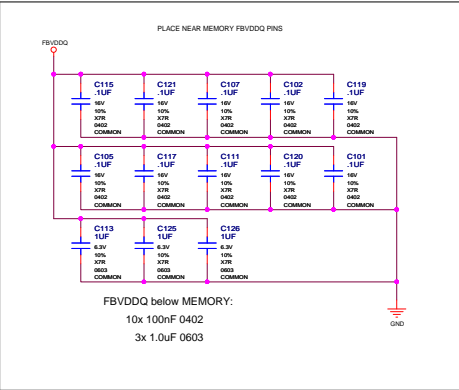 PLACE NEAR MEMORY FBVDDQ PINS
FBVDDQ
C115 C121 C107 C102 C119
.1UF .1UF .1UF .1UF .1UF
16V 16V 16V 16V 16V
10% 10% 10% 10% 10%
X7R X7R X7R X7R X7R
0402 0402 0402 0402 0402
COMMON COMMON COMMON COMMON COMMON
C105 C117 C111 C120 C101
.1UF .1UF .1UF .1UF .1UF
16V 16V 16V 16V 16V
10% 10% 10% 10% 10%
X7R X7R X7R X7R X7R
0402 0402 0402 0402 0402
COMMON COMMON COMMON COMMON COMMON
C113 C125 C126
1UF 1UF 1UF
6.3V 6.3V 6.3V
10% 10% 10%
X7R X7R X7R
0603 0603 0603
COMMON COMMON COMMON
FBVDDQ below MEMORY:
10x 100nF 0402
3x 1.0uF 0603
GND